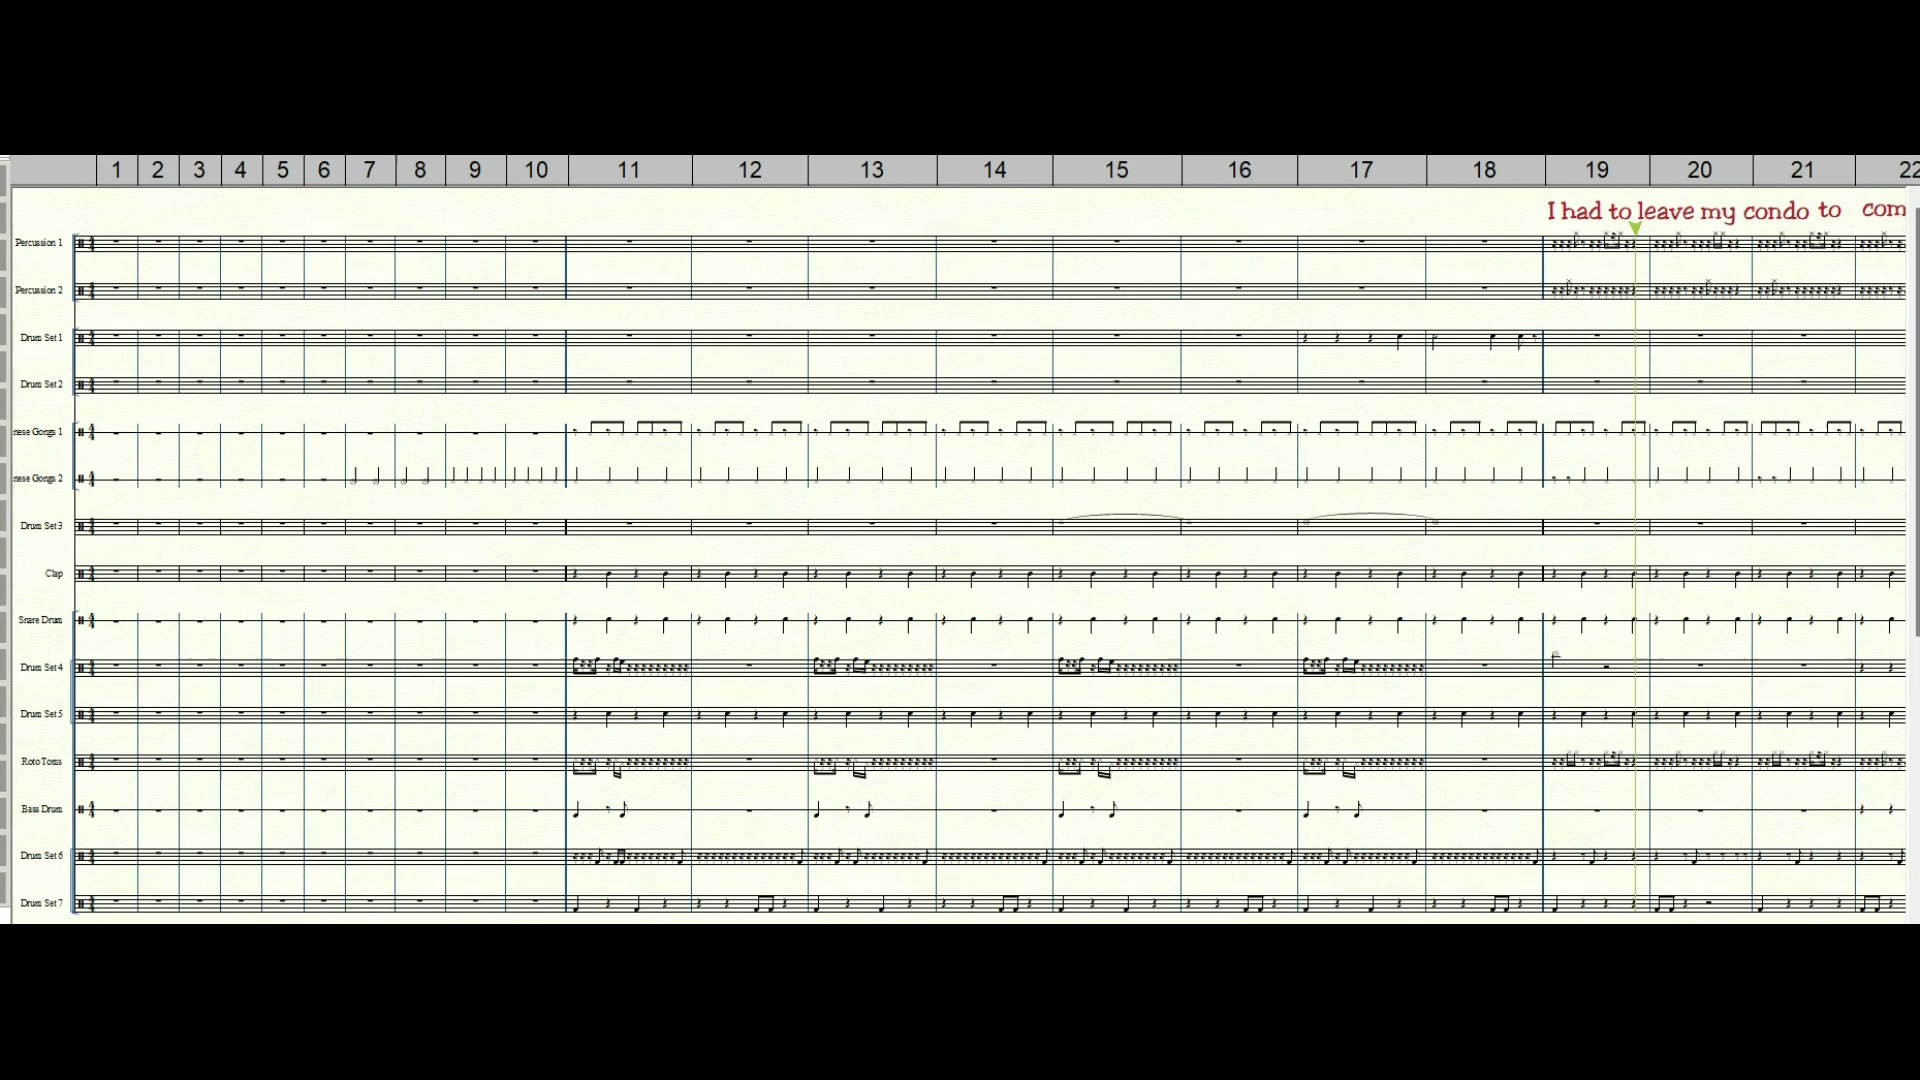 1 2 3 4 5 6 7 8 9 10 11 12 13 14 15 16 17 18 19 20 21 22
I had to leave my condo to com
Percussion 1
Percussion 2
Drum Set 1
Drum Set 2
nese Gongs 1
nese Gongs 2
Drum Set 3
Clap
Snare Drum
Drum Set 4
Drum Set 5
Roto Toms
Bass Drum
Drum Set 6
Drum Set 7